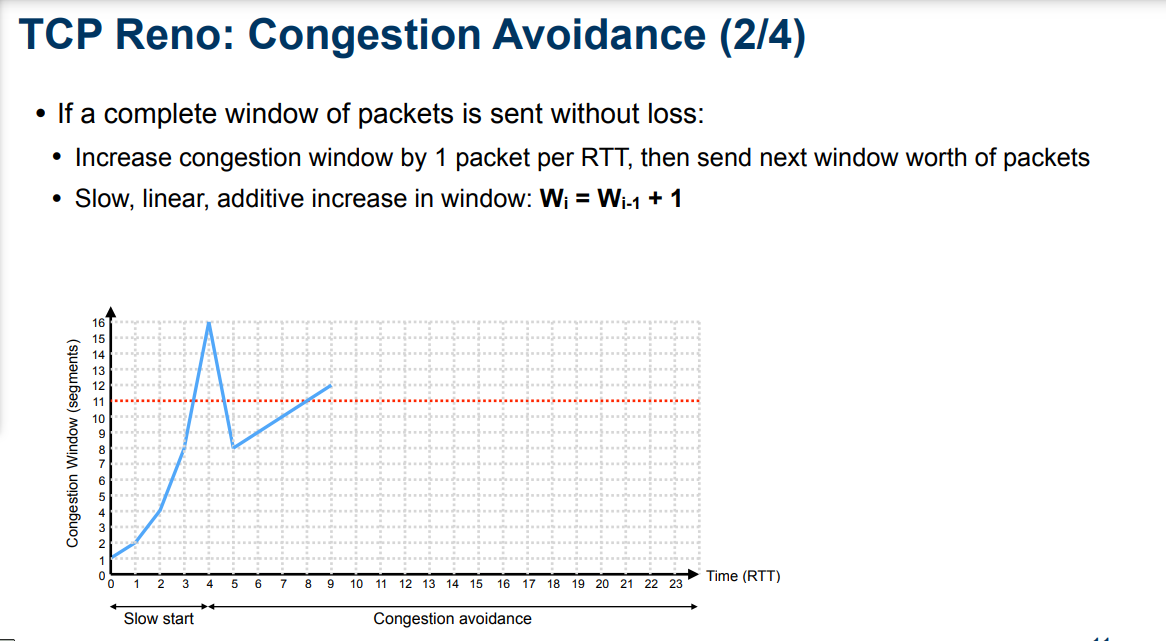 TCP Reno: Congestion Avoidance (2/4)
• If a complete window of packets is sent without loss:
• Increase congestion window by 1 packet per RTT, then send next window worth of packets
• Slow, linear, additive increase in window: Wi = Wi-1 + 1
Congestion Window (segments)
16
15
14
13
12
11
10
9
8
7
6
5
4
3
2
1
0
0 1 2 3 4 5 6 7 8 9 10 11 12 13 14 15 16 17 18 19 20 21 22 23
Time (RTT)
Slow start
Congestion avoidance